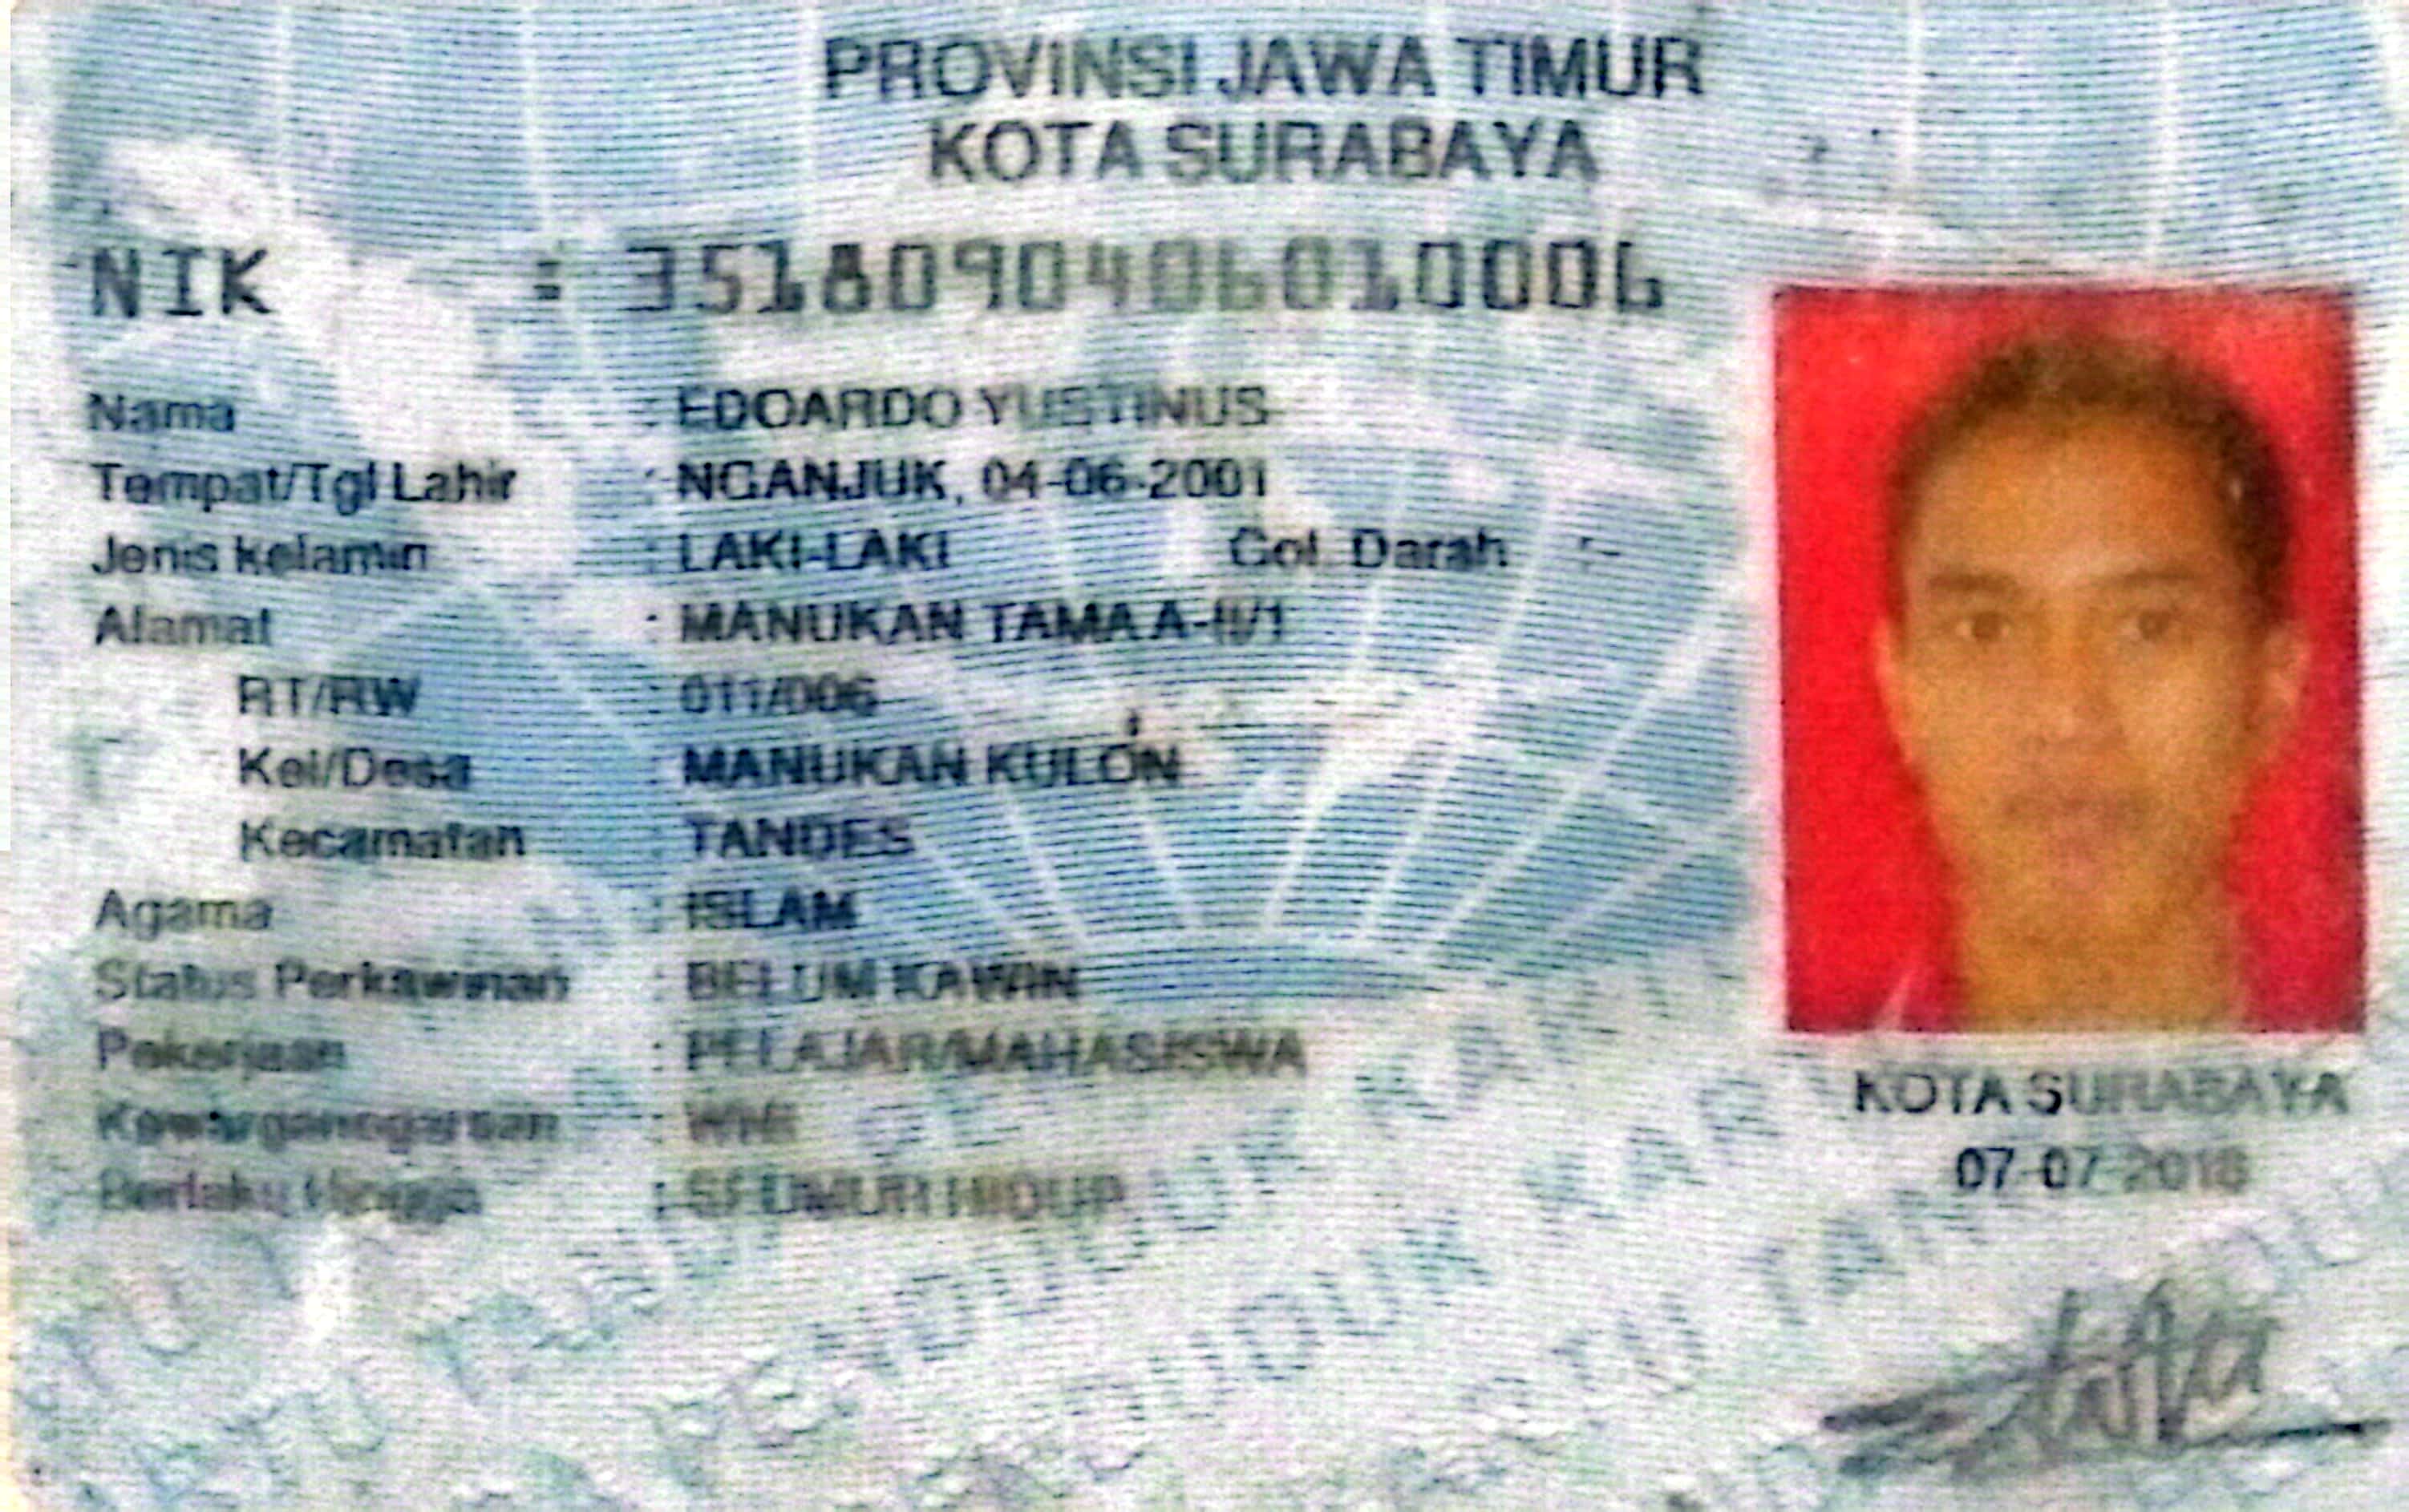 PROVINSI JAWA TIMUR
KOTA SURABAYA
NIK : 3518090406010006
Nama : EDOARDO YUSTINUS
Tempat/Tgl Lahir : NGANJUK, 04-06-2001
Jenis kelamin : LAKI-LAKI Gol. Darah : -
Alamat : MANUKAN TAMA A-III/1
RT/RW : 011/006
Kel/Desa : MANUKAN KULON
Kecamatan : TANDES
Agama : ISLAM
Status Perkawinan : BELUM KAWIN
Pekerjaan : PELAJAR/MAHASISWA
Kewarganegaraan : WNI
Berlaku Hingga : SEUMUR HIDUP
KOTA SURABAYA
07-07-2018